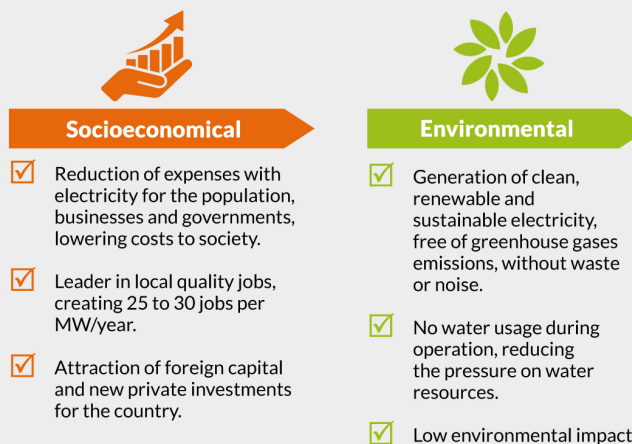 Socioeconomical
Reduction of expenses with
electricity for the population,
businesses and governments,
lowering costs to society.
Leader in local quality jobs,
creating 25 to 30 jobs per
MW/year.
Attraction of foreign capital
and new private investments
for the country.
Environmental
Generation of clean,
renewable and
sustainable electricity,
free of greenhouse gases
emissions, without waste
or noise.
No water usage during
operation, reducing
the pressure on water
resources.
Low environmental impact